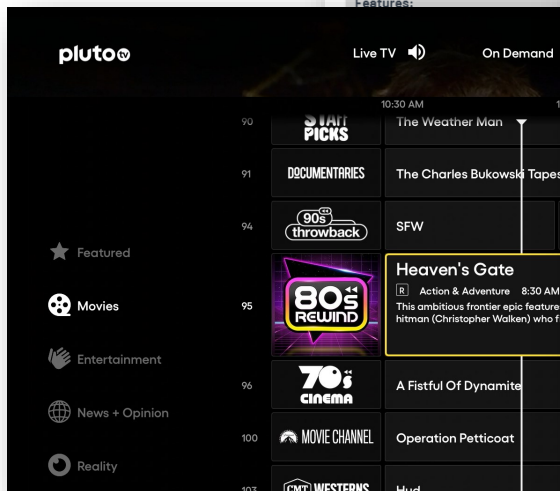 Features:
pluto tv
Live TV
On Demand
10:30 AM
1
90
STAFF
PICKS
The Weather Man
91
DOCUMENTARIES
The Charles Bukowski Tapes
94
90s
throwback
SFW
Featured
Heaven's Gate
R Action & Adventure 8:30 AM
This ambitious frontier epic feature
hitman (Christopher Walken) who f
Movies
95
80s
REWIND
Entertainment
96
70s
CINEMA
A Fistful Of Dynamite
News + Opinion
100
MOVIE CHANNEL
Operation Petticoat
Reality
103
CMT WESTERNS
Hud